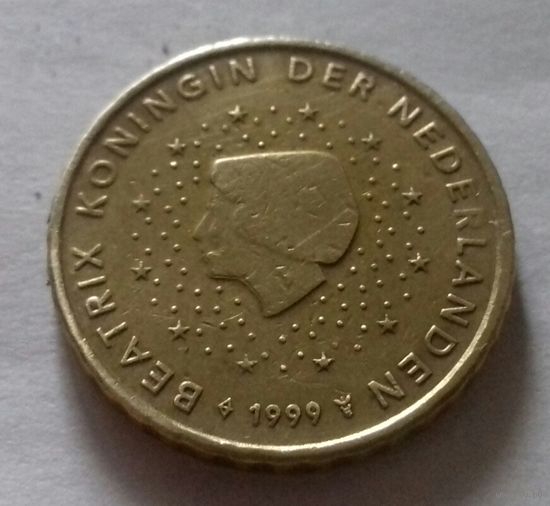 BEATRIX KONINGIN DER NEDERLANDEN
1999